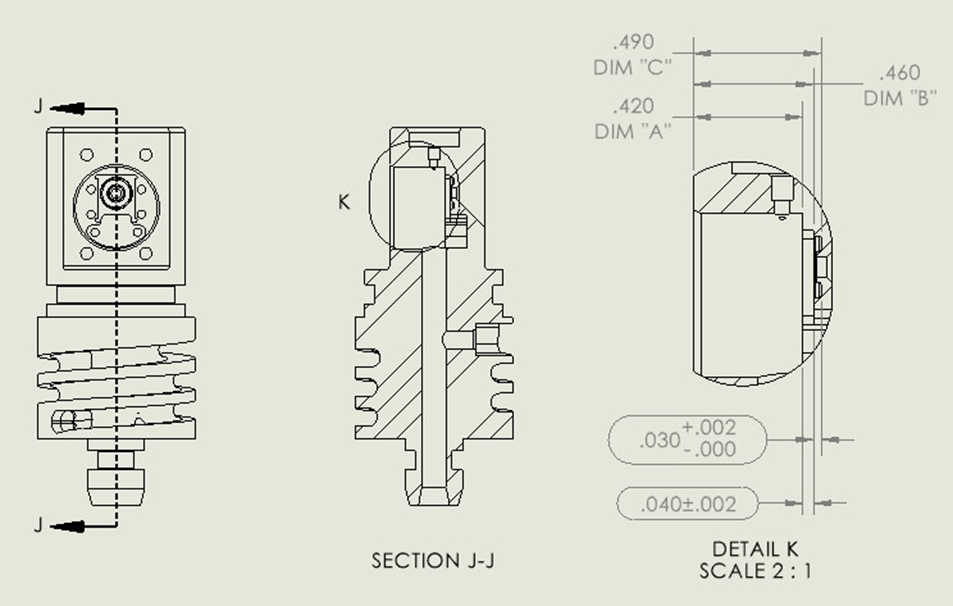 J
J
SECTION J-J
K
.490
DIM "C"
.460
DIM "B"
.420
DIM "A"
.030 +.002
-.000
.040±.002
DETAIL K
SCALE 2 : 1